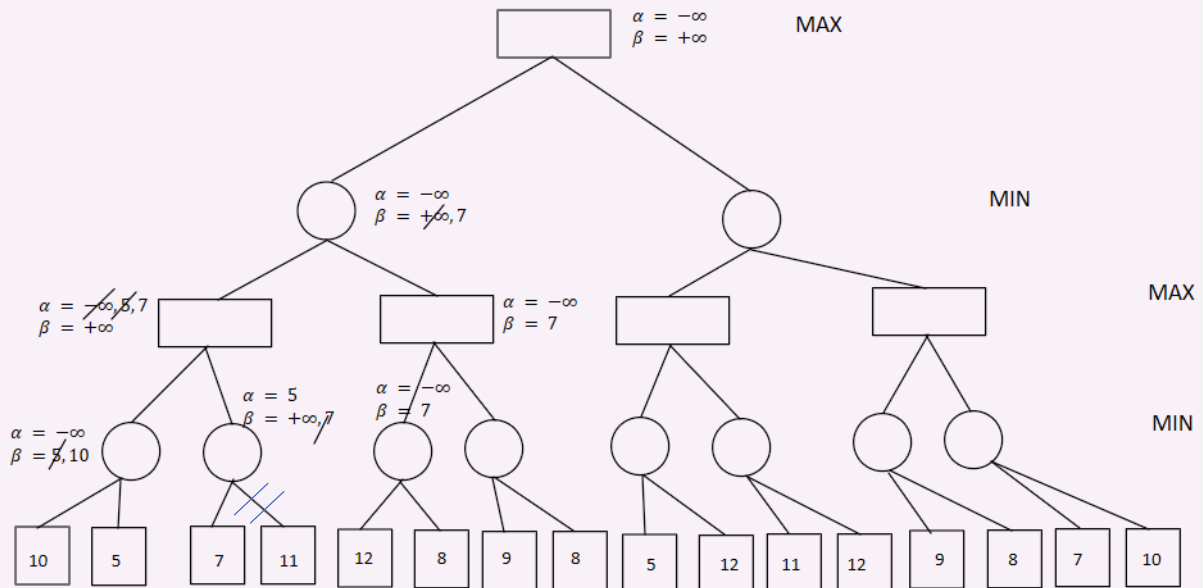 α = −∞
β = +∞
MAX
α = −∞
β = +∞, 7
MIN
α = −∞, 5, 7
β = +∞
α = −∞
β = 7
MAX
α = 5
β = +∞, 7
α = −∞
β = 7
α = −∞
β = 5, 10
MIN
10 5 7 11 12 8 9 8 5 12 11 12 9 8 7 10